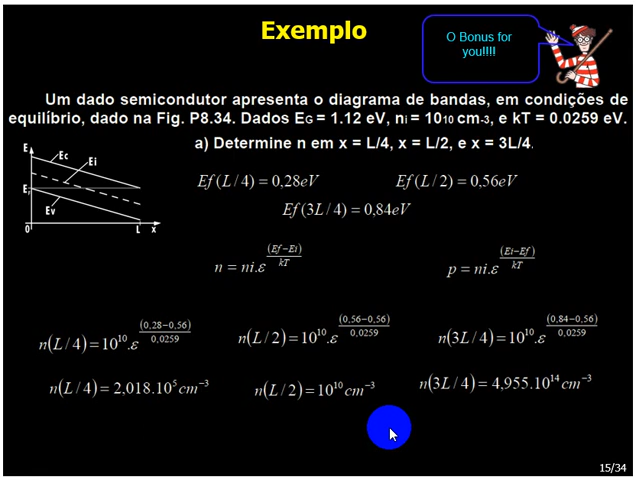 Exemplo
O Bonus for
you!!!!
Um dado semicondutor apresenta o diagrama de bandas, em condições de
equilíbrio, dado na Fig. P8.34. Dados EG = 1.12 eV, ni = 10^10 cm-3, e kT = 0.0259 eV.
a) Determine n em x = L/4, x = L/2, e x = 3L/4.
E
Ec
Ei
Ef
Ev
0
L
x
Ef(L/4) = 0,28eV
Ef(L/2) = 0,56eV
Ef(3L/4) = 0,84eV
n = ni.ε^((Ef−Ei)/kT)
p = ni.ε^((Ei−Ef)/kT)
n(L/4) = 10^10.ε^((0,28−0,56)/0,0259)
n(L/2) = 10^10.ε^((0,56−0,56)/0,0259)
n(3L/4) = 10^10.ε^((0,84−0,56)/0,0259)
n(L/4) = 2,018.10^5 cm^−3
n(L/2) = 10^10 cm^−3
n(3L/4) = 4,955.10^14 cm^−3
15/34